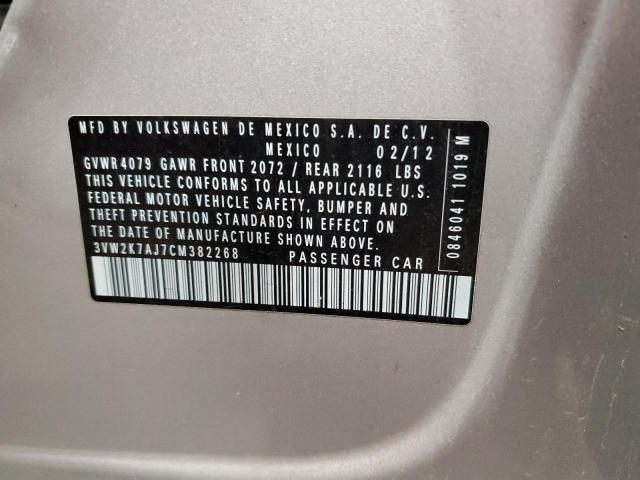 MFD BY VOLKSWAGEN DE MEXICO S.A. DE C.V.
MEXICO 02/12
GVWR4079 GAWR FRONT 2072 / REAR 2116 LBS
THIS VEHICLE CONFORMS TO ALL APPLICABLE U.S.
FEDERAL MOTOR VEHICLE SAFETY, BUMPER AND
THEFT PREVENTION STANDARDS IN EFFECT ON
THE DATE OF MANUFACTURE SHOWN ABOVE.
3VW2K7AJ7CM382268 PASSENGER CAR
0846041 1019 M